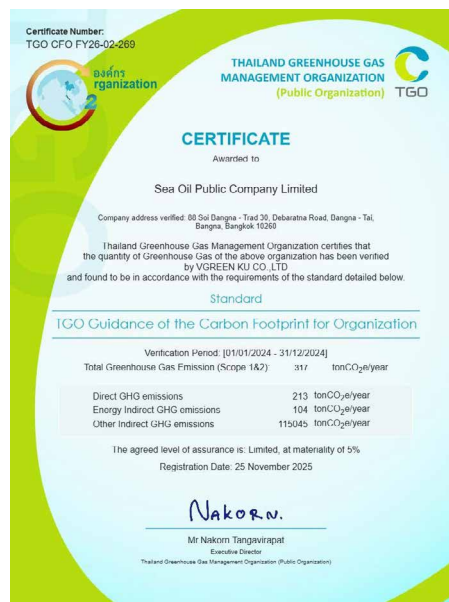 Certificate Number:
TGO CFO FY26-02-269
องค์กร
rganization
2
THAILAND GREENHOUSE GAS
MANAGEMENT ORGANIZATION
(Public Organization)
TGO
CERTIFICATE
Awarded to
Sea Oil Public Company Limited
Company address verified: 88 Soi Bangna - Trad 30, Debaratna Road, Bangna - Tai,
Bangna, Bangkok 10260
Thailand Greenhouse Gas Management Organization certifies that
the quantity of Greenhouse Gas of the above organization has been verified
by VGREEN KU CO.,LTD
and found to be in accordance with the requirements of the standard detailed below.
Standard
TGO Guidance of the Carbon Footprint for Organization
Verification Period: [01/01/2024 - 31/12/2024]
Total Greenhouse Gas Emission (Scope 1&2): 317 tonCO2e/year
Direct GHG emissions 213 tonCO2e/year
Energy Indirect GHG emissions 104 tonCO2e/year
Other Indirect GHG emissions 115045 tonCO2e/year
The agreed level of assurance is: Limited, at materiality of 5%
Registration Date: 25 November 2025
NAKORN.
Mr Nakorn Tangavirapat
Executive Director
Thailand Greenhouse Gas Management Organization (Public Organization)